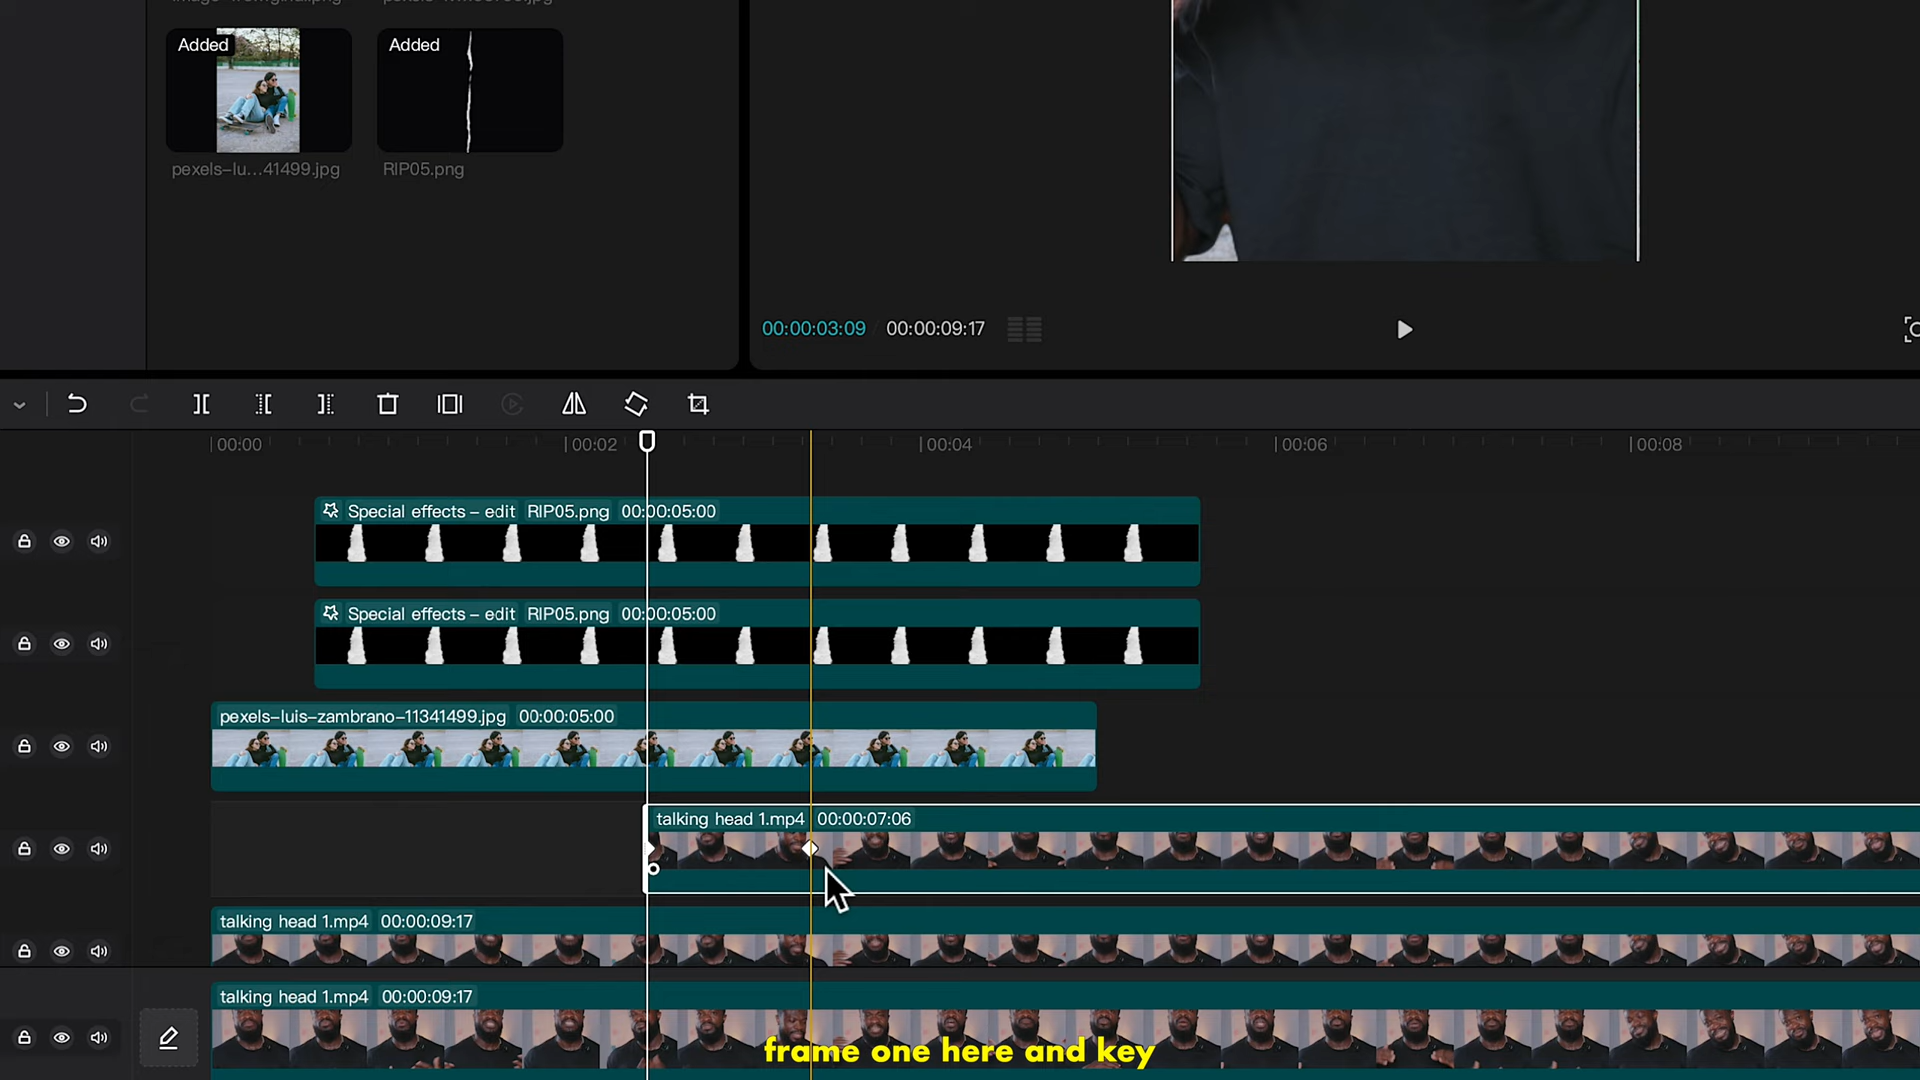 Added
Added
pexels-lu...41499.jpg
RIP05.png
00:00:03:09 / 00:00:09:17
00:00
00:02
00:04
00:06
00:08
Special effects – edit RIP05.png 00:00:05:00
Special effects – edit RIP05.png 00:00:05:00
pexels-luis-zambrano-11341499.jpg 00:00:05:00
talking head 1.mp4 00:00:07:06
talking head 1.mp4 00:00:09:17
talking head 1.mp4 00:00:09:17
frame one here and key